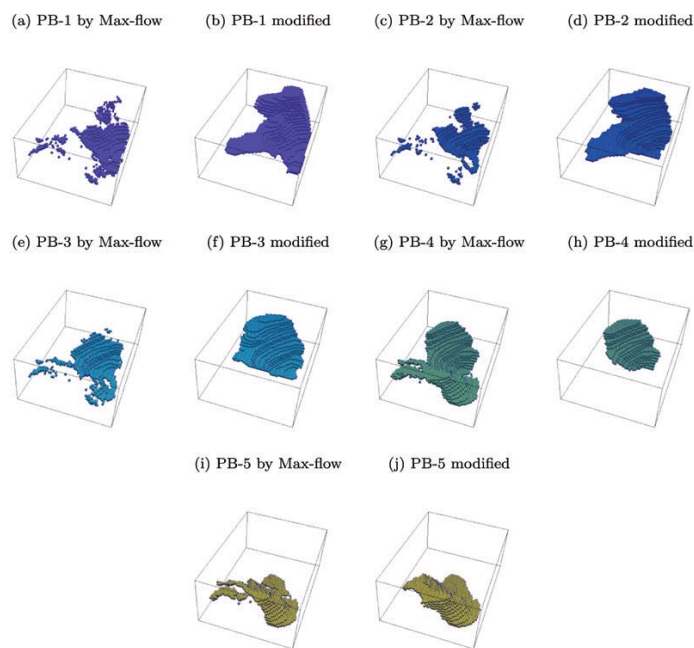 (a) PB-1 by Max-flow (b) PB-1 modified (c) PB-2 by Max-flow (d) PB-2 modified
(e) PB-3 by Max-flow (f) PB-3 modified (g) PB-4 by Max-flow (h) PB-4 modified
(i) PB-5 by Max-flow (j) PB-5 modified